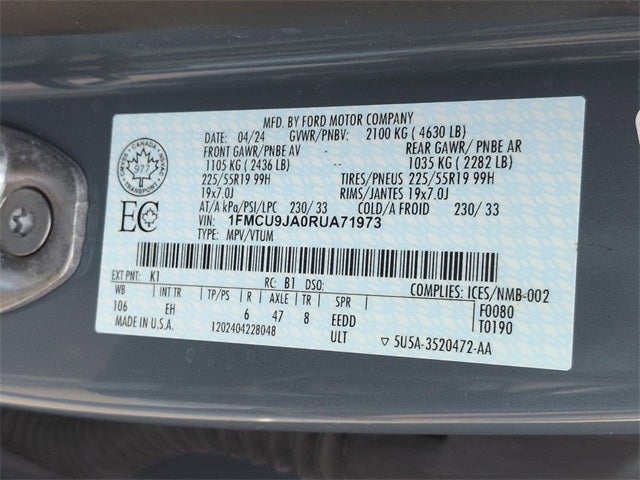 MFD. BY FORD MOTOR COMPANY
DATE: 04/24 GVWR/PNBV: 2100 KG ( 4630 LB)
FRONT GAWR/PNBE AV REAR GAWR/ PNBE AR
1105 KG ( 2436 LB) -- 1035 KG ( 2282 LB)
225/55R19 99H TIRES/PNEUS 225/55R19 99H
19x7.0J RIMS/JANTES 19x7.0J
AT/A kPa/PSI/LPC 230/ 33 COLD/A FROID 230/ 33
VIN: 1FMCU9JA0RUA71973
TYPE: MPV/VTUM
CANADA
977
TRANSPORT
EC
EXT PNT: K1 RC: B1 DSO: COMPLIES: ICES/NMB-002
WB INT TR TP/PS R AXLE TR SPR F0080
106 EH 6 47 8 EEDD T0190
MADE IN U.S.A. 1202404228048 ULT ▽ 5U5A-3520472-AA